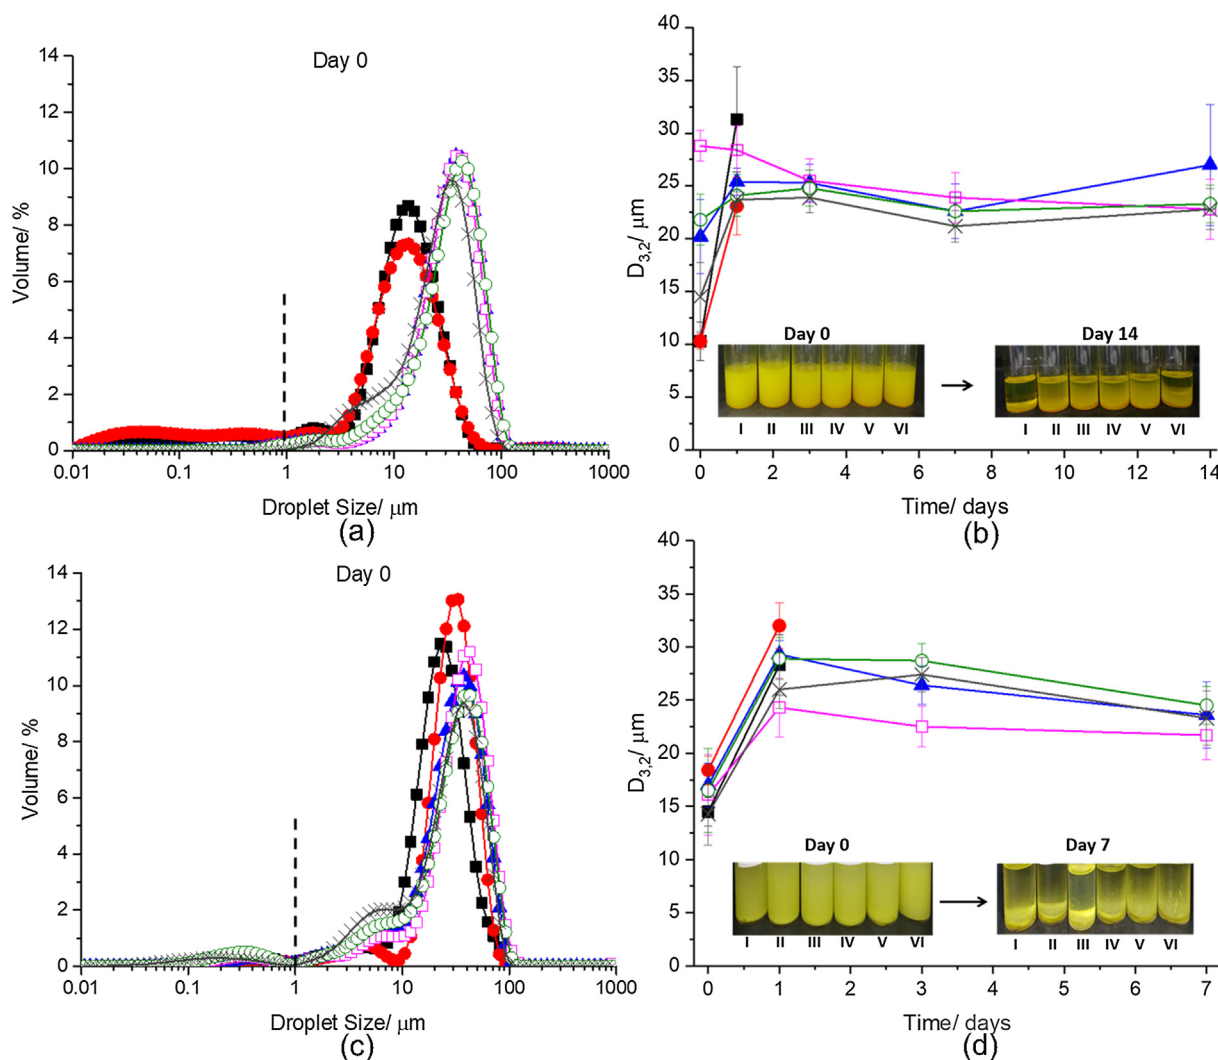 Day 0
14
12
10
8
6
4
2
0
Volume/ %
0.01 0.1 1 10 100 1000
Droplet Size/ μm
(a)
40
35
30
25
20
15
10
5
0
D3,2/ μm
Day 0
Day 14
I II III IV V VI
I II III IV V VI
0 2 4 6 8 10 12 14
Time/ days
(b)
Day 0
14
12
10
8
6
4
2
0
Volume/ %
0.01 0.1 1 10 100 1000
Droplet Size/ μm
(c)
40
35
30
25
20
15
10
5
0
D3,2/ μm
Day 0
Day 7
I II III IV V VI
I II III IV V VI
0 1 2 3 4 5 6 7
Time/ days
(d)